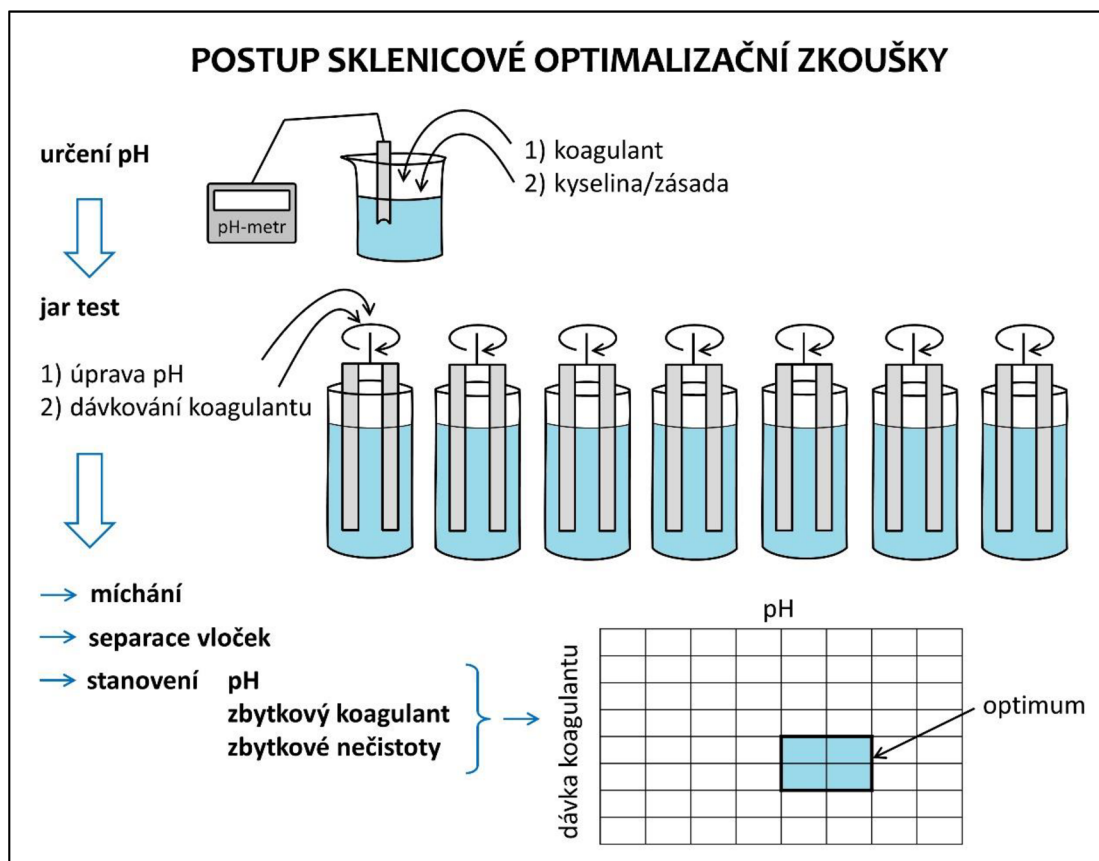 POSTUP SKLENICOVÉ OPTIMALIZAČNÍ ZKOUŠKY
určení pH
pH-metr
1) koagulant
2) kyselina/zásada
jar test
1) úprava pH
2) dávkování koagulantu
míchání
separace vloček
stanovení pH
zbytkový koagulant
zbytkové nečistoty
pH
dávka koagulantu
optimum